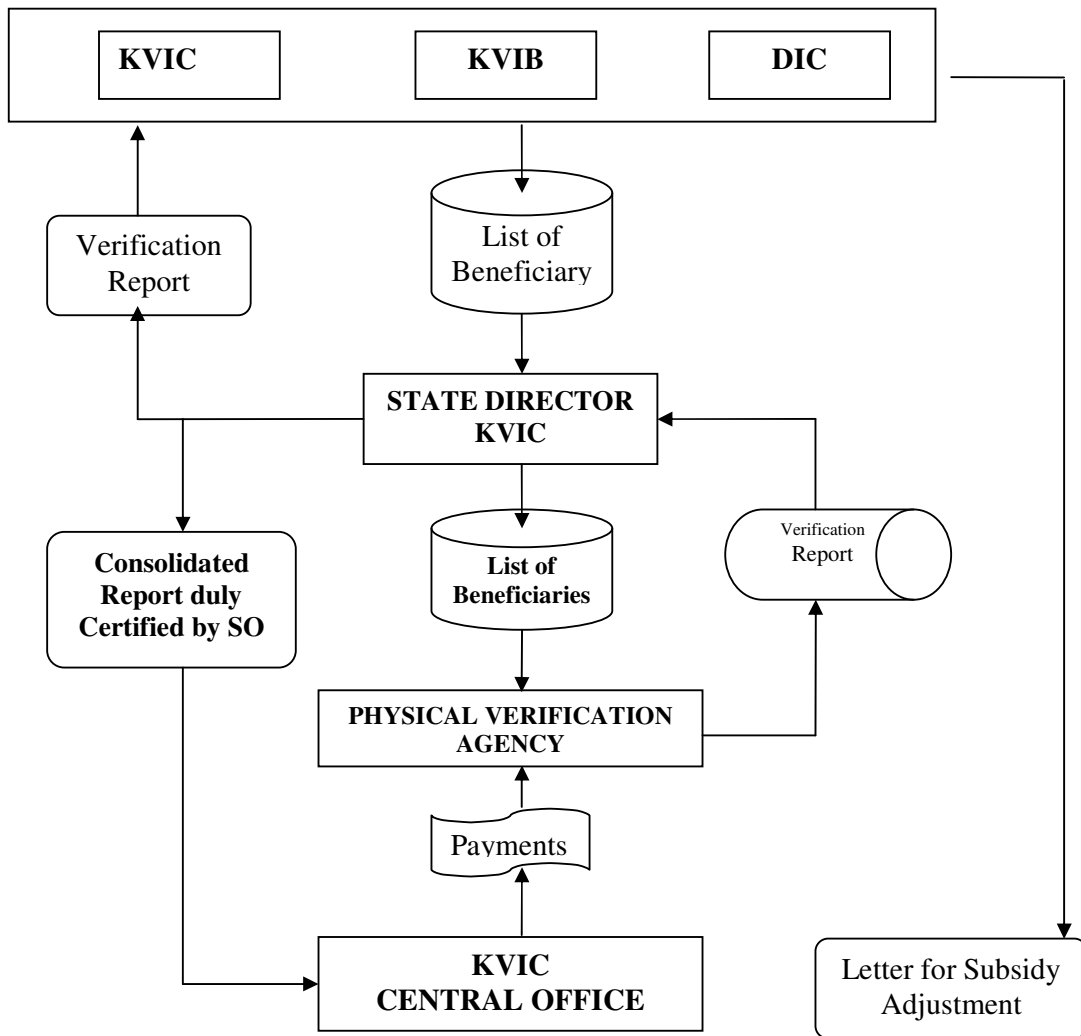 KVIC
KVIB
DIC
Verification
Report
List of
Beneficiary
STATE DIRECTOR
KVIC
Verification
Report
List of
Beneficiaries
Consolidated
Report duly
Certified by SO
PHYSICAL VERIFICATION
AGENCY
Payments
KVIC
CENTRAL OFFICE
Letter for Subsidy
Adjustment